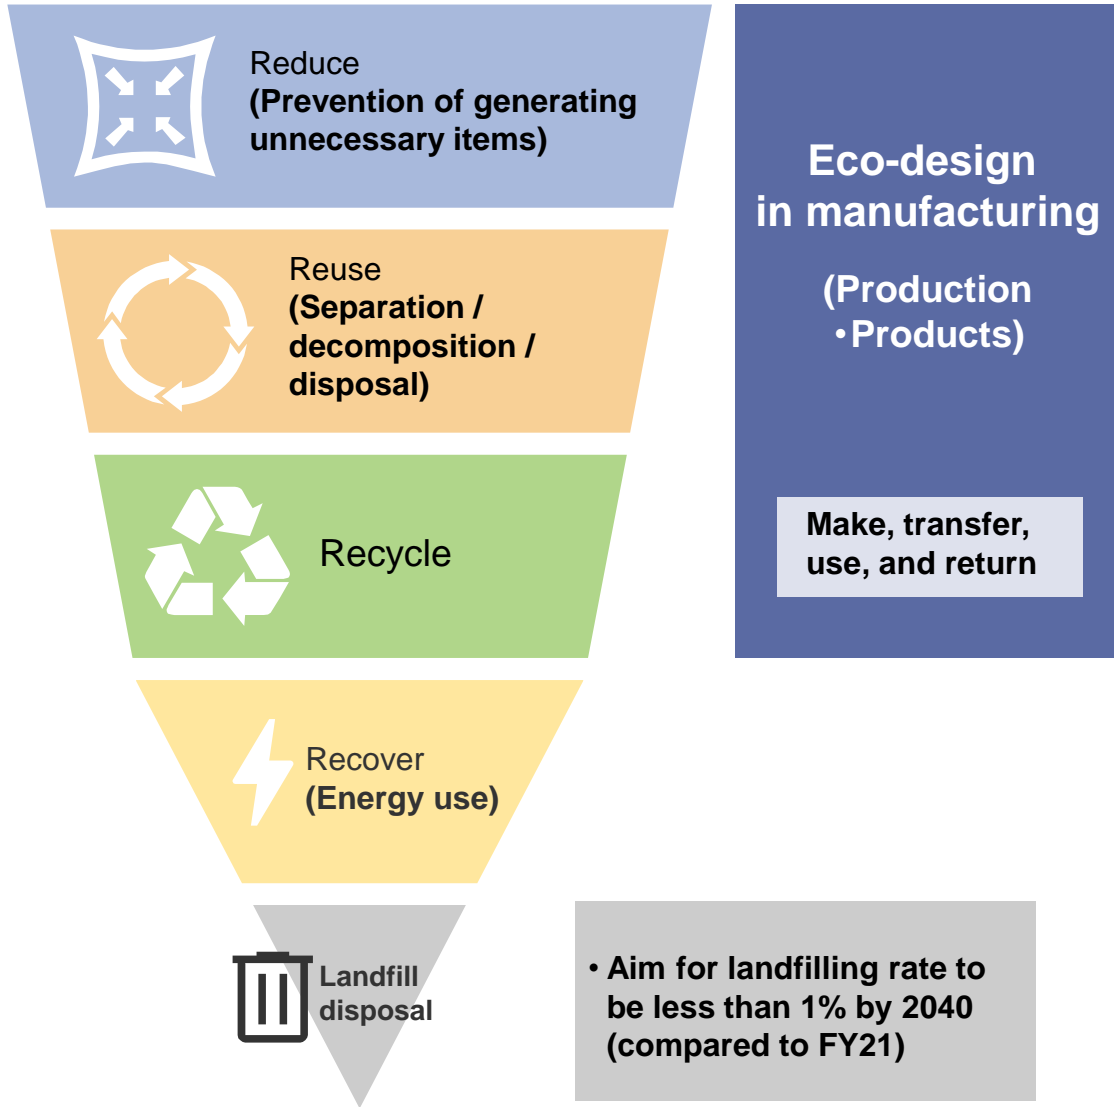 Reduce
(Prevention of generating
unnecessary items)
Reuse
(Separation /
decomposition /
disposal)
Recycle
Recover
(Energy use)
Landfill
disposal
Eco-design
in manufacturing
(Production
・Products)
Make, transfer,
use, and return
・Aim for landfilling rate to
be less than 1% by 2040
(compared to FY21)